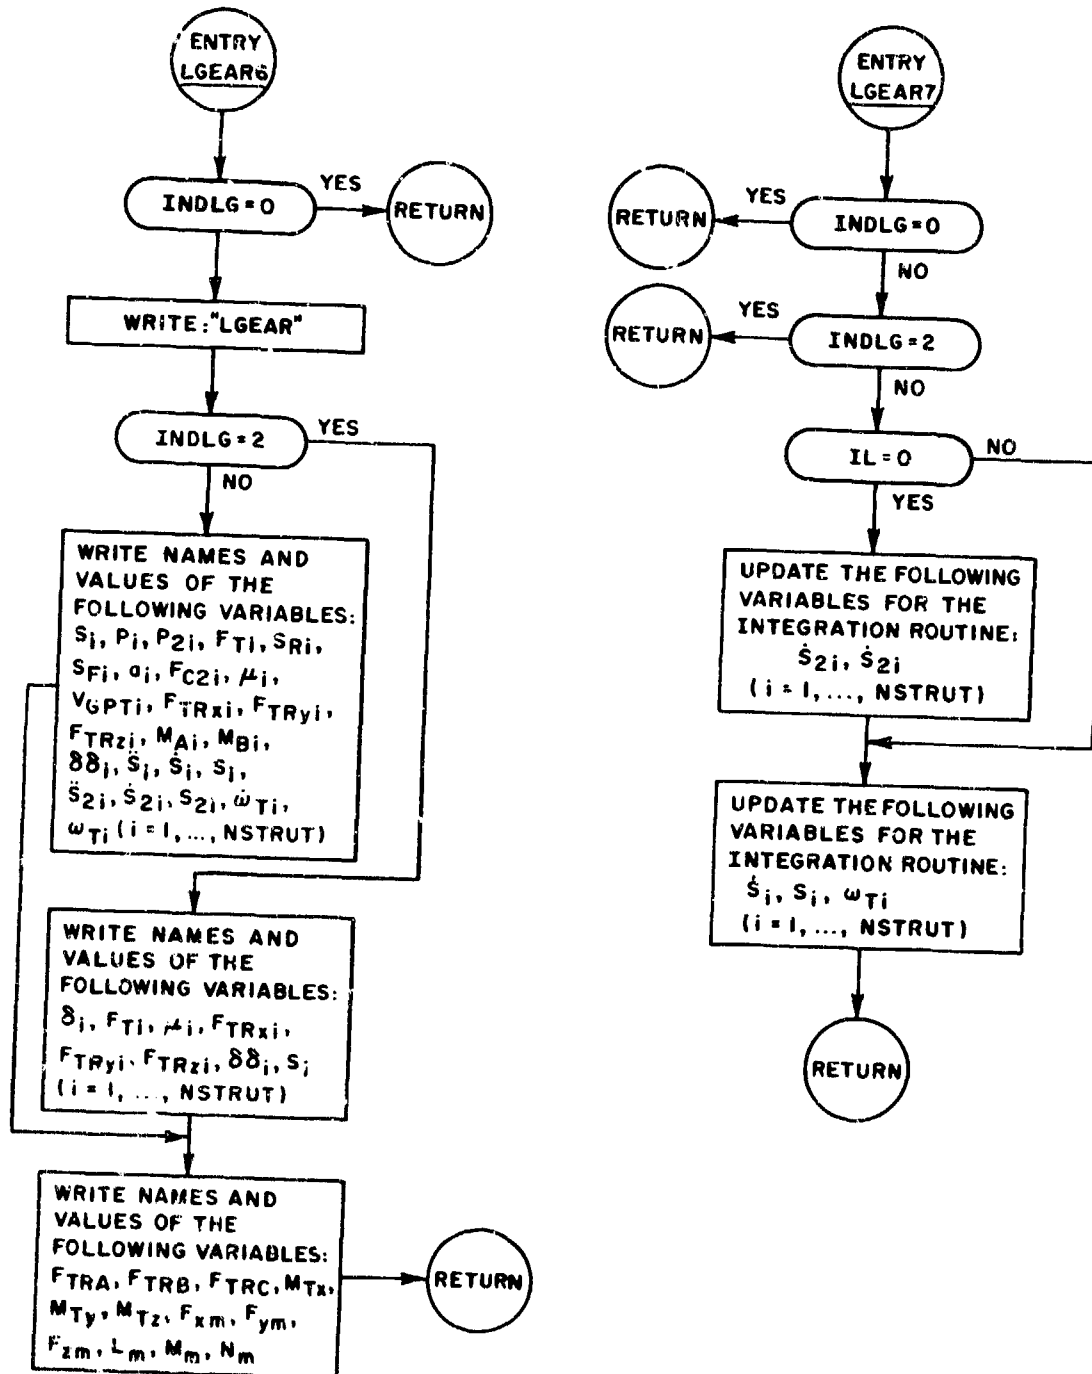 ENTRY
LGEAR6
INDLG=0
YES
RETURN
WRITE:"LGEAR"
INDLG=2
YES
NO
WRITE NAMES AND
VALUES OF THE
FOLLOWING VARIABLES:
Si, Pi, P2i, FTi, SRi,
SFi, ai, FC2i, μi,
VGPTi, FTRxi, FTRyi,
FTRzi, MAi, MBi,
δδi, S̈i, Ṡi, Si,
S̈2i, Ṡ2i, S2i, ω̇Ti,
ωTi (i=1, ..., NSTRUT)
WRITE NAMES AND
VALUES OF THE
FOLLOWING VARIABLES:
δi, FTi, μi, FTRxi,
FTRyi, FTRzi, δδi, Si
(i=1, ..., NSTRUT)
WRITE NAMES AND
VALUES OF THE
FOLLOWING VARIABLES:
FTRA, FTRB, FTRC, MTx,
MTy, MTz, Fxm, Fym,
Fzm, Lm, Mm, Nm
RETURN
ENTRY
LGEAR7
INDLG=0
YES
RETURN
NO
INDLG=2
YES
RETURN
NO
IL=0
NO
YES
UPDATE THE FOLLOWING
VARIABLES FOR THE
INTEGRATION ROUTINE:
Ṡ2i, Ṡ2i
(i=1, ..., NSTRUT)
UPDATE THE FOLLOWING
VARIABLES FOR THE
INTEGRATION ROUTINE:
Ṡi, Si, ωTi
(i=1, ..., NSTRUT)
RETURN